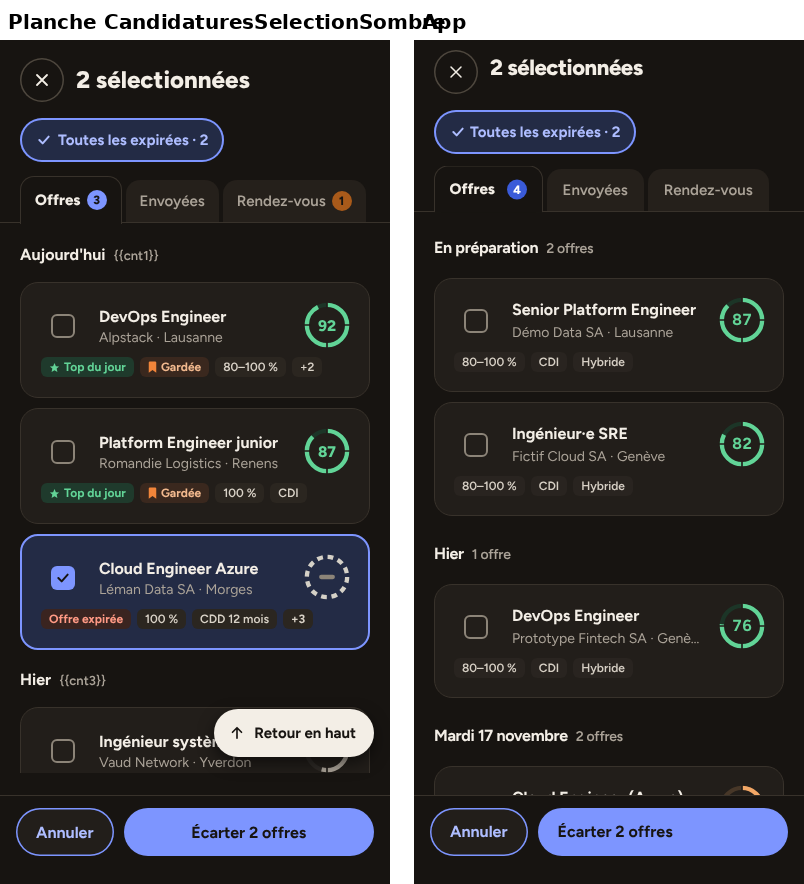 Planche CandidaturesSelectionSombre
App
2 sélectionnées
Toutes les expirées · 2
Offres 3
Envoyées
Rendez-vous 1
Aujourd'hui {{cnt1}}
DevOps Engineer
Alpstack · Lausanne
92
Top du jour
Gardée
80–100 %
+2
Platform Engineer junior
Romandie Logistics · Renens
87
Top du jour
Gardée
100 %
CDI
Cloud Engineer Azure
Léman Data SA · Morges
Offre expirée
100 %
CDD 12 mois
+3
Hier {{cnt3}}
Ingénieur systèm
Vaud Network · Yverdon
Retour en haut
Annuler
Écarter 2 offres
2 sélectionnées
Toutes les expirées · 2
Offres 4
Envoyées
Rendez-vous
En préparation 2 offres
Senior Platform Engineer
Démo Data SA · Lausanne
87
80–100 %
CDI
Hybride
Ingénieur·e SRE
Fictif Cloud SA · Genève
82
80–100 %
CDI
Hybride
Hier 1 offre
DevOps Engineer
Prototype Fintech SA · Genè...
76
80–100 %
CDI
Hybride
Mardi 17 novembre 2 offres
Cloud Engineer (Azure)
Annuler
Écarter 2 offres